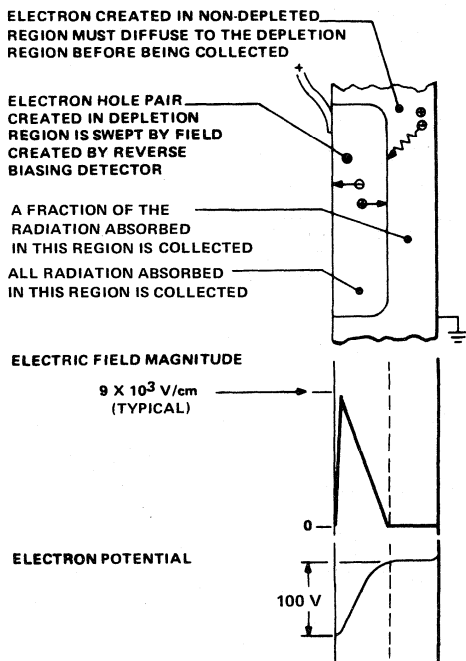 ELECTRON CREATED IN NON-DEPLETED
REGION MUST DIFFUSE TO THE DEPLETION
REGION BEFORE BEING COLLECTED
+
ELECTRON HOLE PAIR
CREATED IN DEPLETION
REGION IS SWEPT BY FIELD
CREATED BY REVERSE
BIASING DETECTOR
A FRACTION OF THE
RADIATION ABSORBED
IN THIS REGION IS COLLECTED
ALL RADIATION ABSORBED
IN THIS REGION IS COLLECTED
ELECTRIC FIELD MAGNITUDE
9 X 10³ V/cm
(TYPICAL)
0
ELECTRON POTENTIAL
100 V